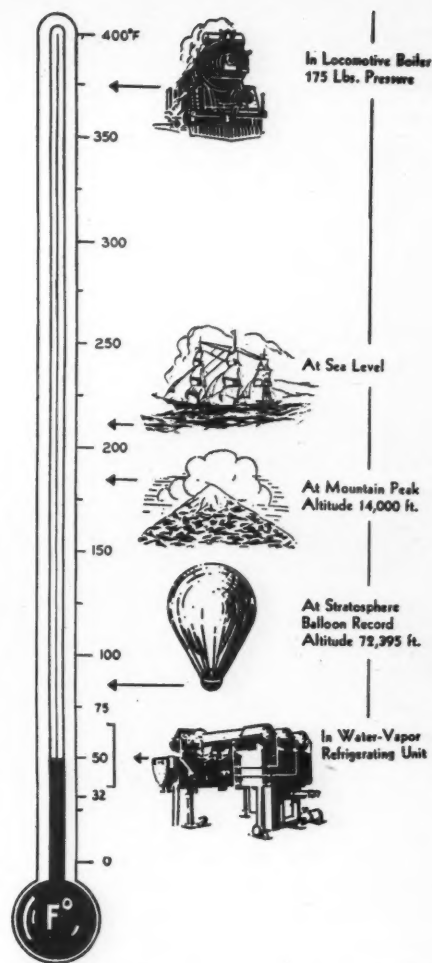 400°F
In Locomotive Boiler
175 Lbs. Pressure
350
300
250
At Sea Level
200
At Mountain Peak
Altitude 14,000 ft.
150
At Stratosphere
Balloon Record
Altitude 72,395 ft.
100
75
In Water-Vapor
Refrigerating Unit
50
32
0
F°